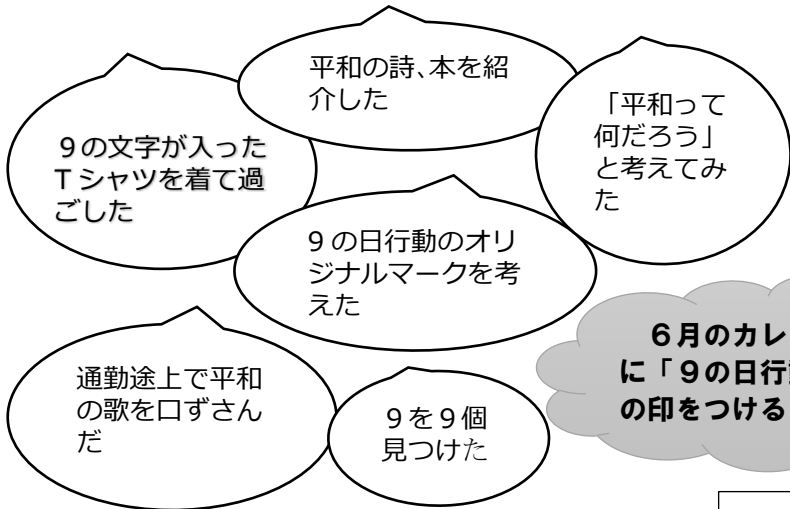 平和の詩、本を紹
介した
９の文字が入った
Ｔシャツを着て過
ごした
「平和って
何だろう」
と考えてみ
た
９の日行動のオリ
ジナルマークを考
えた
６月のカレ
に「９の日行動
の印をつける
通勤途上で平和
の歌を口ずさん
だ
９を９個
見つけた